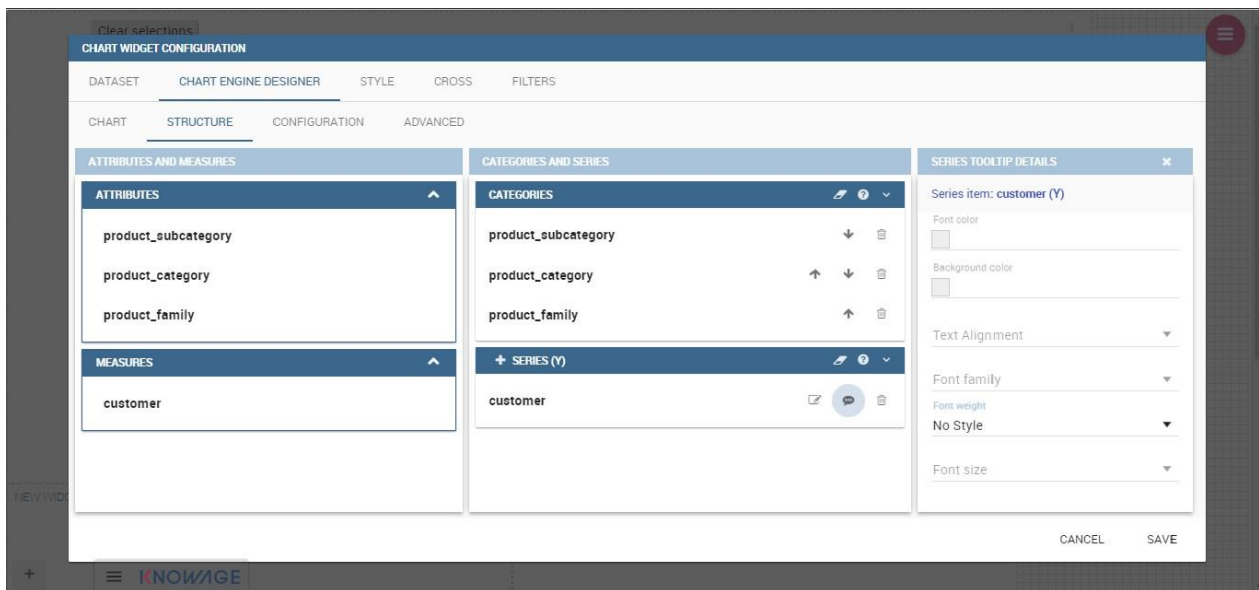 Clear selections
CHART WIDGET CONFIGURATION
DATASET CHART ENGINE DESIGNER STYLE CROSS FILTERS
CHART STRUCTURE CONFIGURATION ADVANCED
ATTRIBUTES AND MEASURES
ATTRIBUTES
product_subcategory
product_category
product_family
MEASURES
customer
CATEGORIES AND SERIES
CATEGORIES
product_subcategory
product_category
product_family
+ SERIES (Y)
customer
SERIES TOOLTIP DETAILS
Series item: customer (Y)
Font color
Background color
Text Alignment
Font family
Font weight
No Style
Font size
CANCEL SAVE
NEW WIDG
KNOWAGE